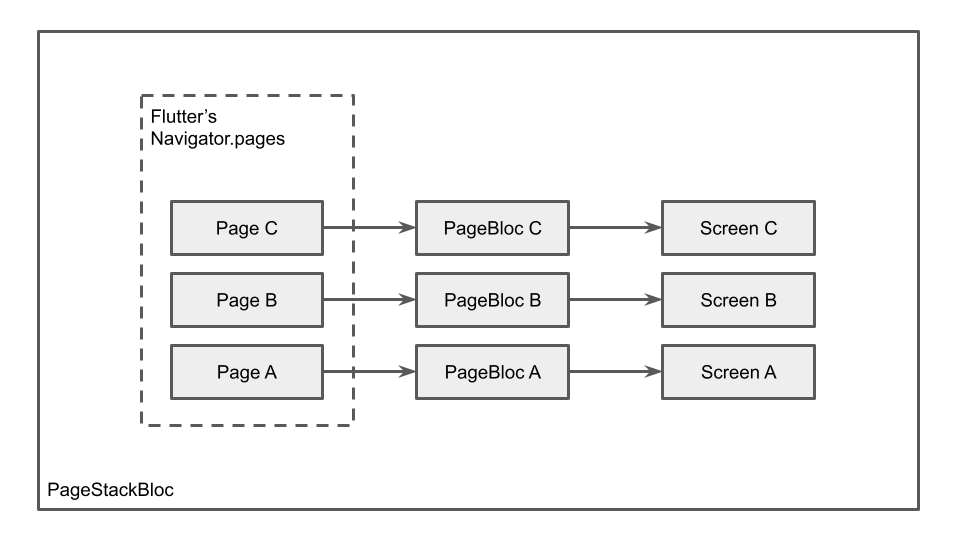 Flutter’s
Navigator.pages
Page C
PageBloc C
Screen C
Page B
PageBloc B
Screen B
Page A
PageBloc A
Screen A
PageStackBloc